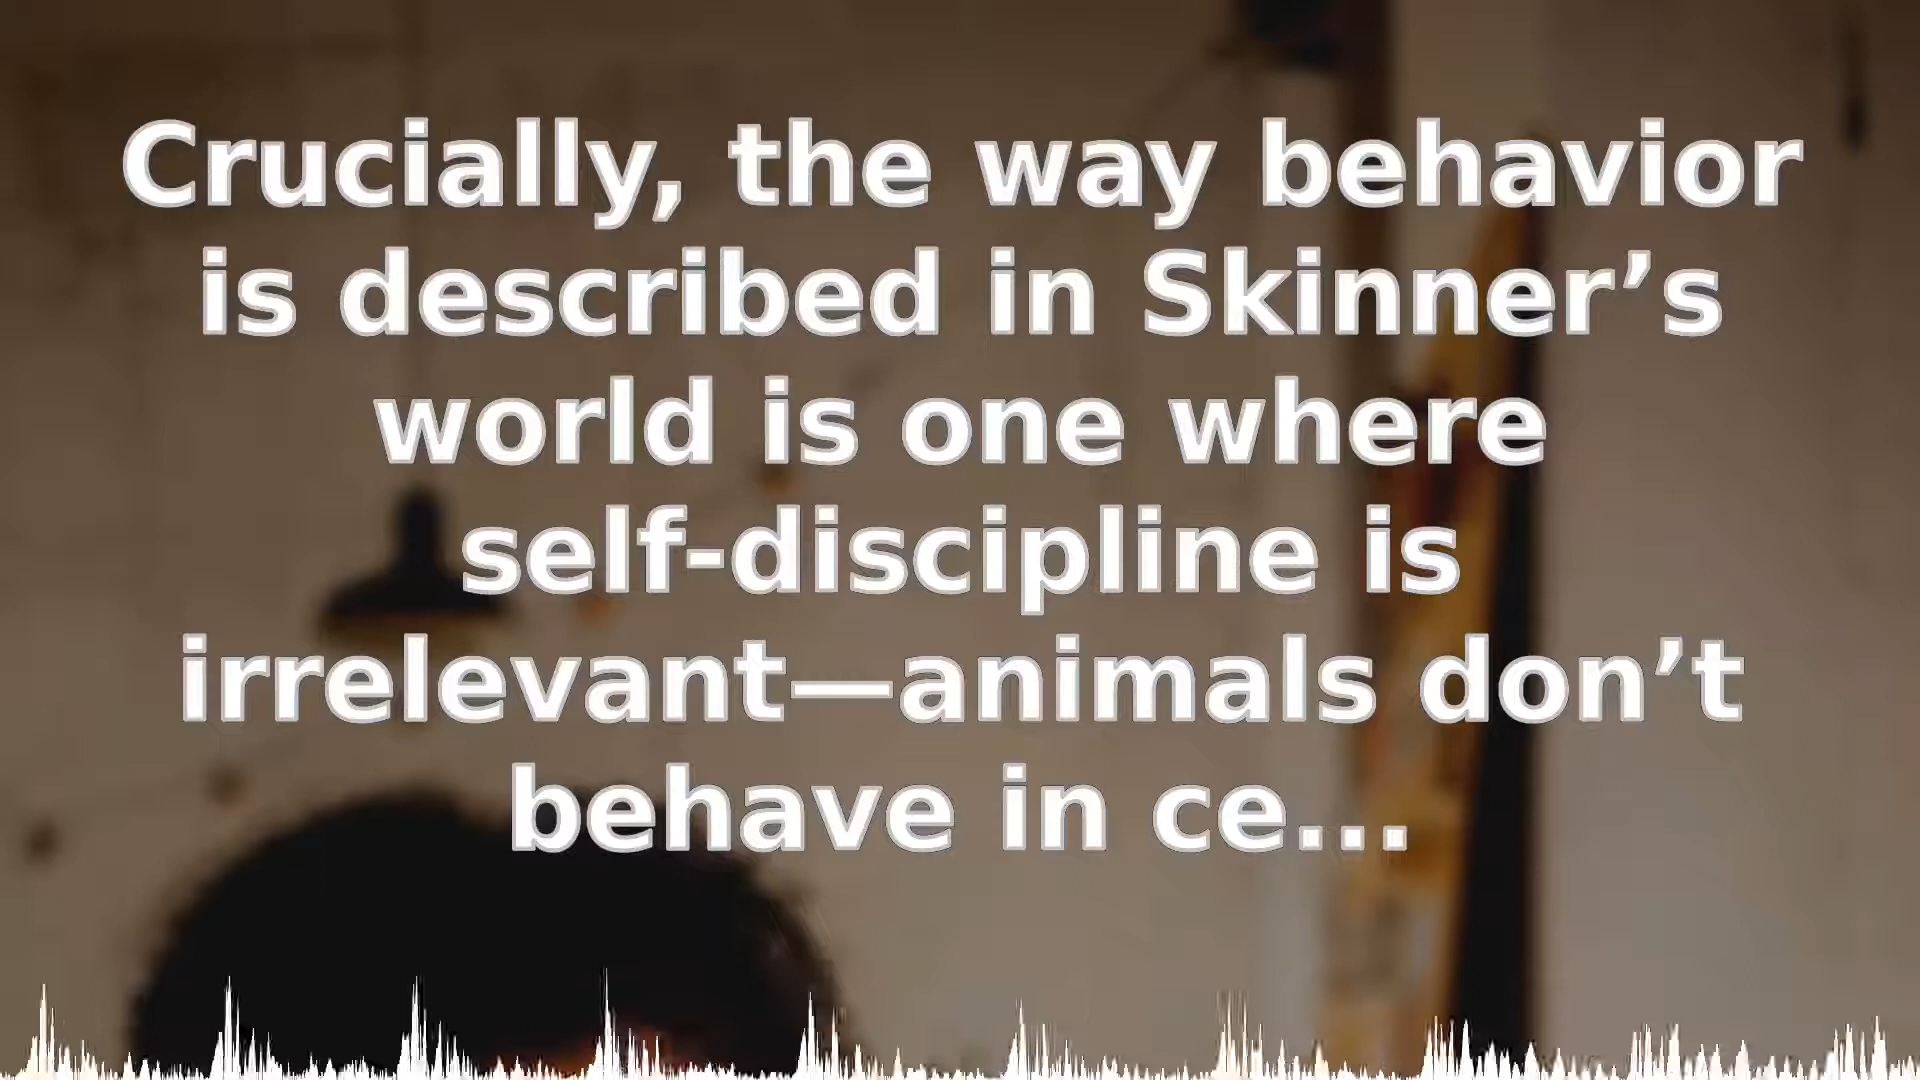 Crucially, the way behavior
is described in Skinner’s
world is one where
self-discipline is
irrelevant—animals don’t
behave in ce...